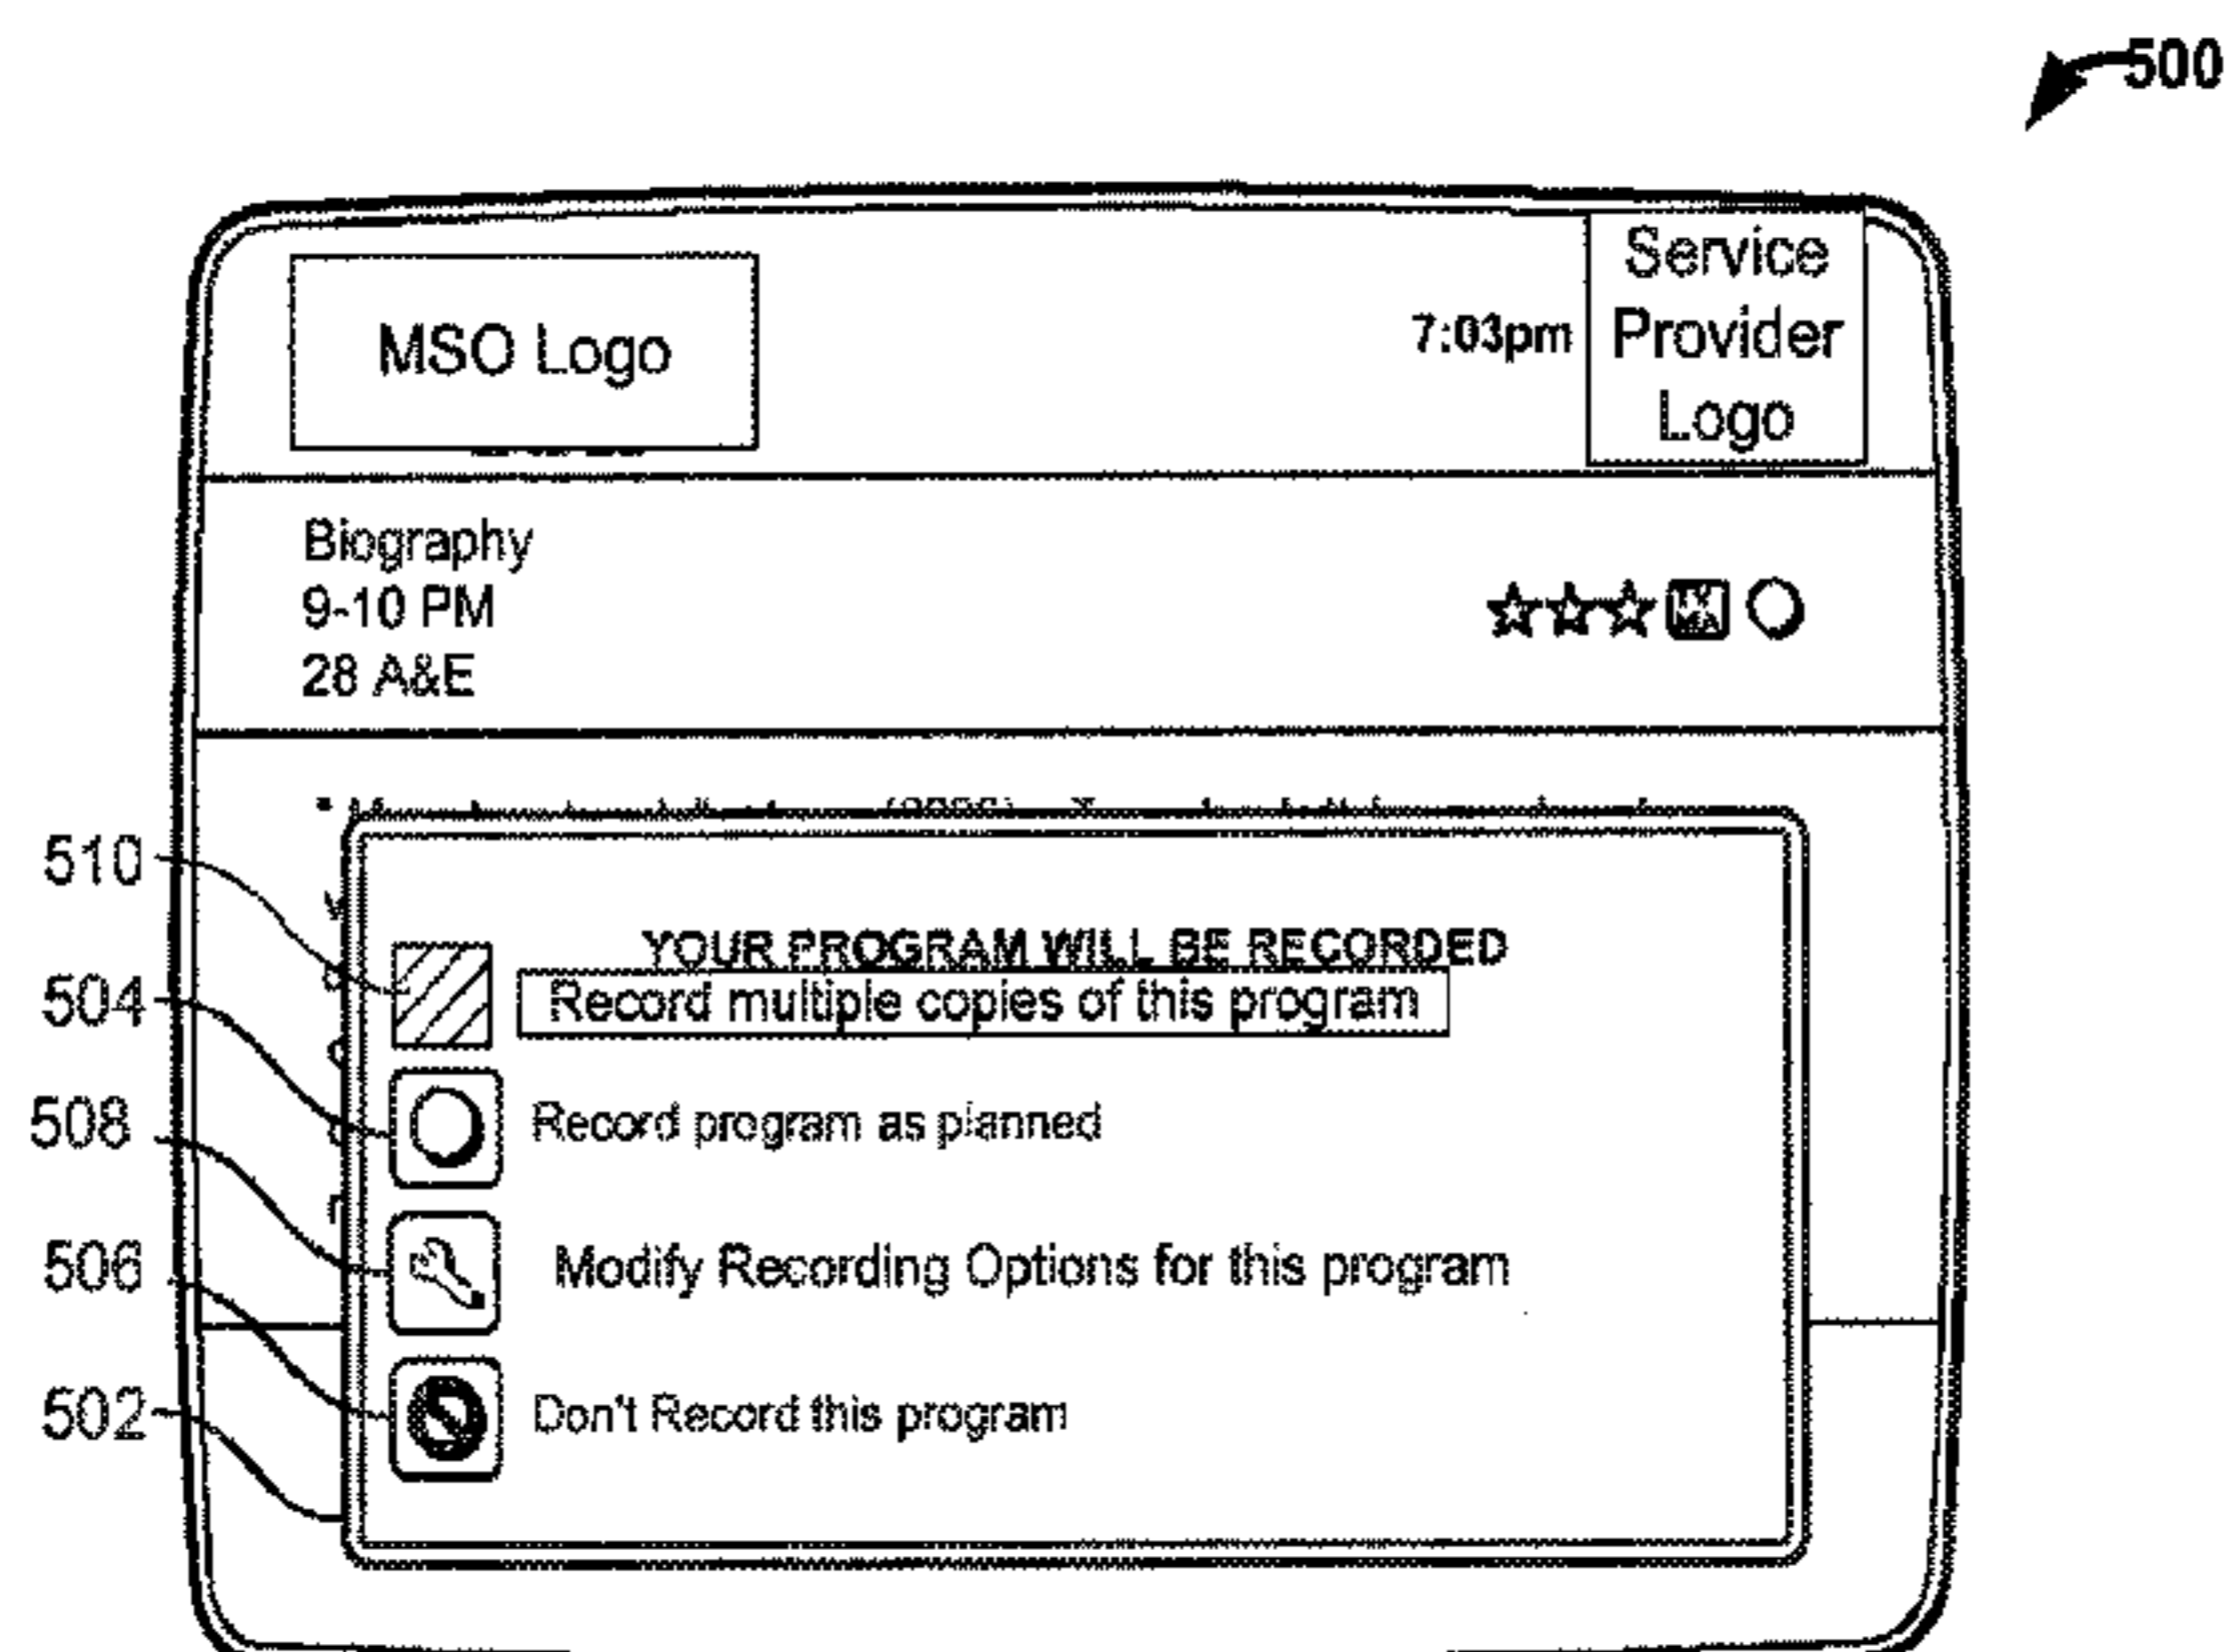 500
MSO Logo
7:03pm
Service
Provider
Logo
Biography
9-10 PM
28 A&E
TV
MA
YOUR PROGRAM WILL BE RECORDED
510
Record multiple copies of this program
504
Record program as planned
508
Modify Recording Options for this program
506
Don't Record this program
502